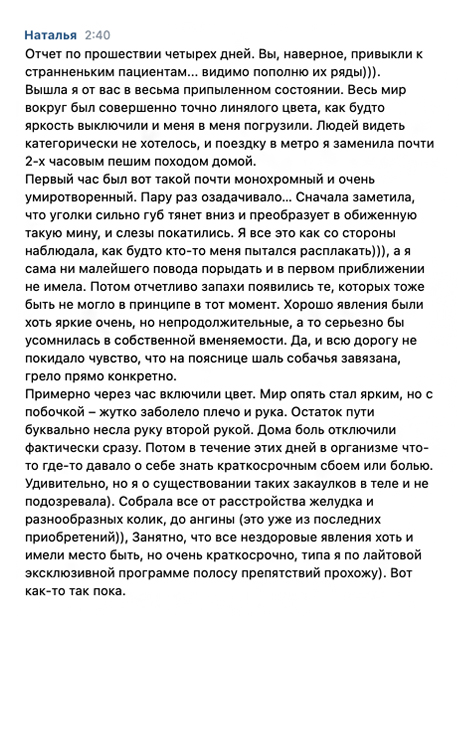 Наталья 2:40
Отчет по прошествии четырех дней. Вы, наверное, привыкли к
странненьким пациентам... видимо пополню их ряды))).
Вышла я от вас в весьма припыленном состоянии. Весь мир
вокруг был совершенно точно линялого цвета, как будто
яркость выключили и меня в меня погрузили. Людей видеть
категорически не хотелось, и поездку в метро я заменила почти
2-х часовым пешим походом домой.
Первый час был вот такой почти монохромный и очень
умиротворенный. Пару раз озадачивало... Сначала заметила,
что уголки сильно губ тянет вниз и преобразует в обиженную
такую мину, и слезы покатились. Я все это как со стороны
наблюдала, как будто кто-то меня пытался расплакать))), а я
сама ни малейшего повода порыдать и в первом приближении
не имела. Потом отчетливо запахи появились те, которых тоже
быть не могло в принципе в тот момент. Хорошо явления были
хоть яркие очень, но непродолжительные, а то серьезно бы
усомнилась в собственной вменяемости. Да, и всю дорогу не
покидало чувство, что на пояснице шаль собачья завязана,
грело прямо конкретно.
Примерно через час включили цвет. Мир опять стал ярким, но с
побочкой – жутко заболело плечо и рука. Остаток пути
буквально несла руку второй рукой. Дома боль отключили
фактически сразу. Потом в течение этих дней в организме что-
то где-то давало о себе знать краткосрочным сбоем или болью.
Удивительно, но я о существовании таких закаулков в теле и не
подозревала). Собрала все от расстройства желудка и
разнообразных колик, до ангины (это уже из последних
приобретений)), Занятно, что все нездоровые явления хоть и
имели место быть, но очень краткосрочно, типа я по лайтовой
эксклюзивной программе полосу препятствий прохожу). Вот
как-то так пока.